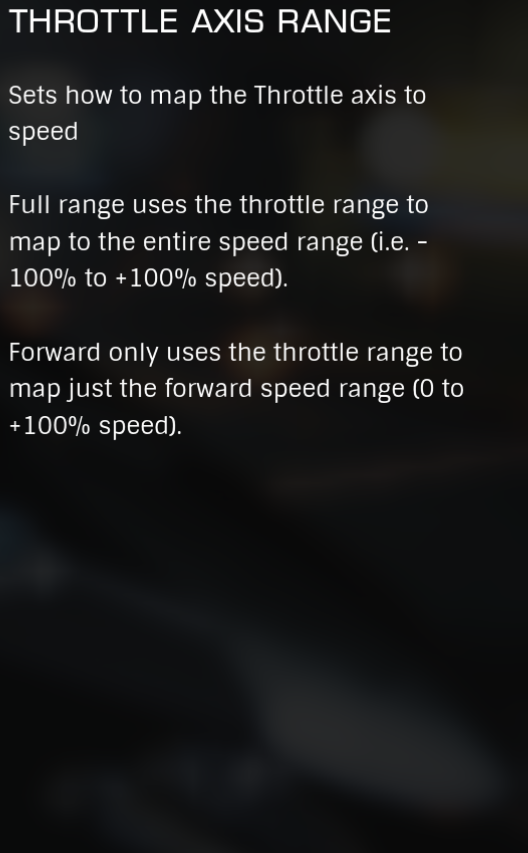 THROTTLE AXIS RANGE
Sets how to map the Throttle axis to
speed
Full range uses the throttle range to
map to the entire speed range (i.e. -
100% to +100% speed).
Forward only uses the throttle range to
map just the forward speed range (0 to
+100% speed).